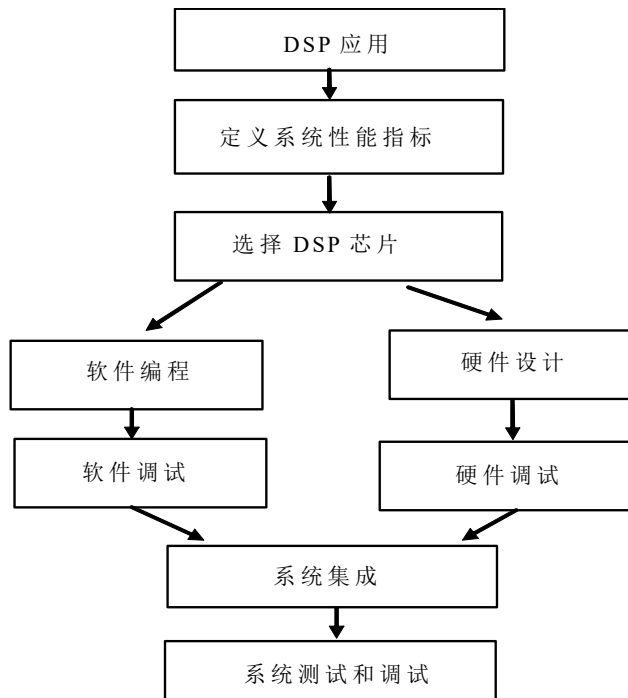 DSP 应用
定义系统性能指标
选择 DSP 芯片
软件编程
硬件设计
软件调试
硬件调试
系统集成
系统测试和调试